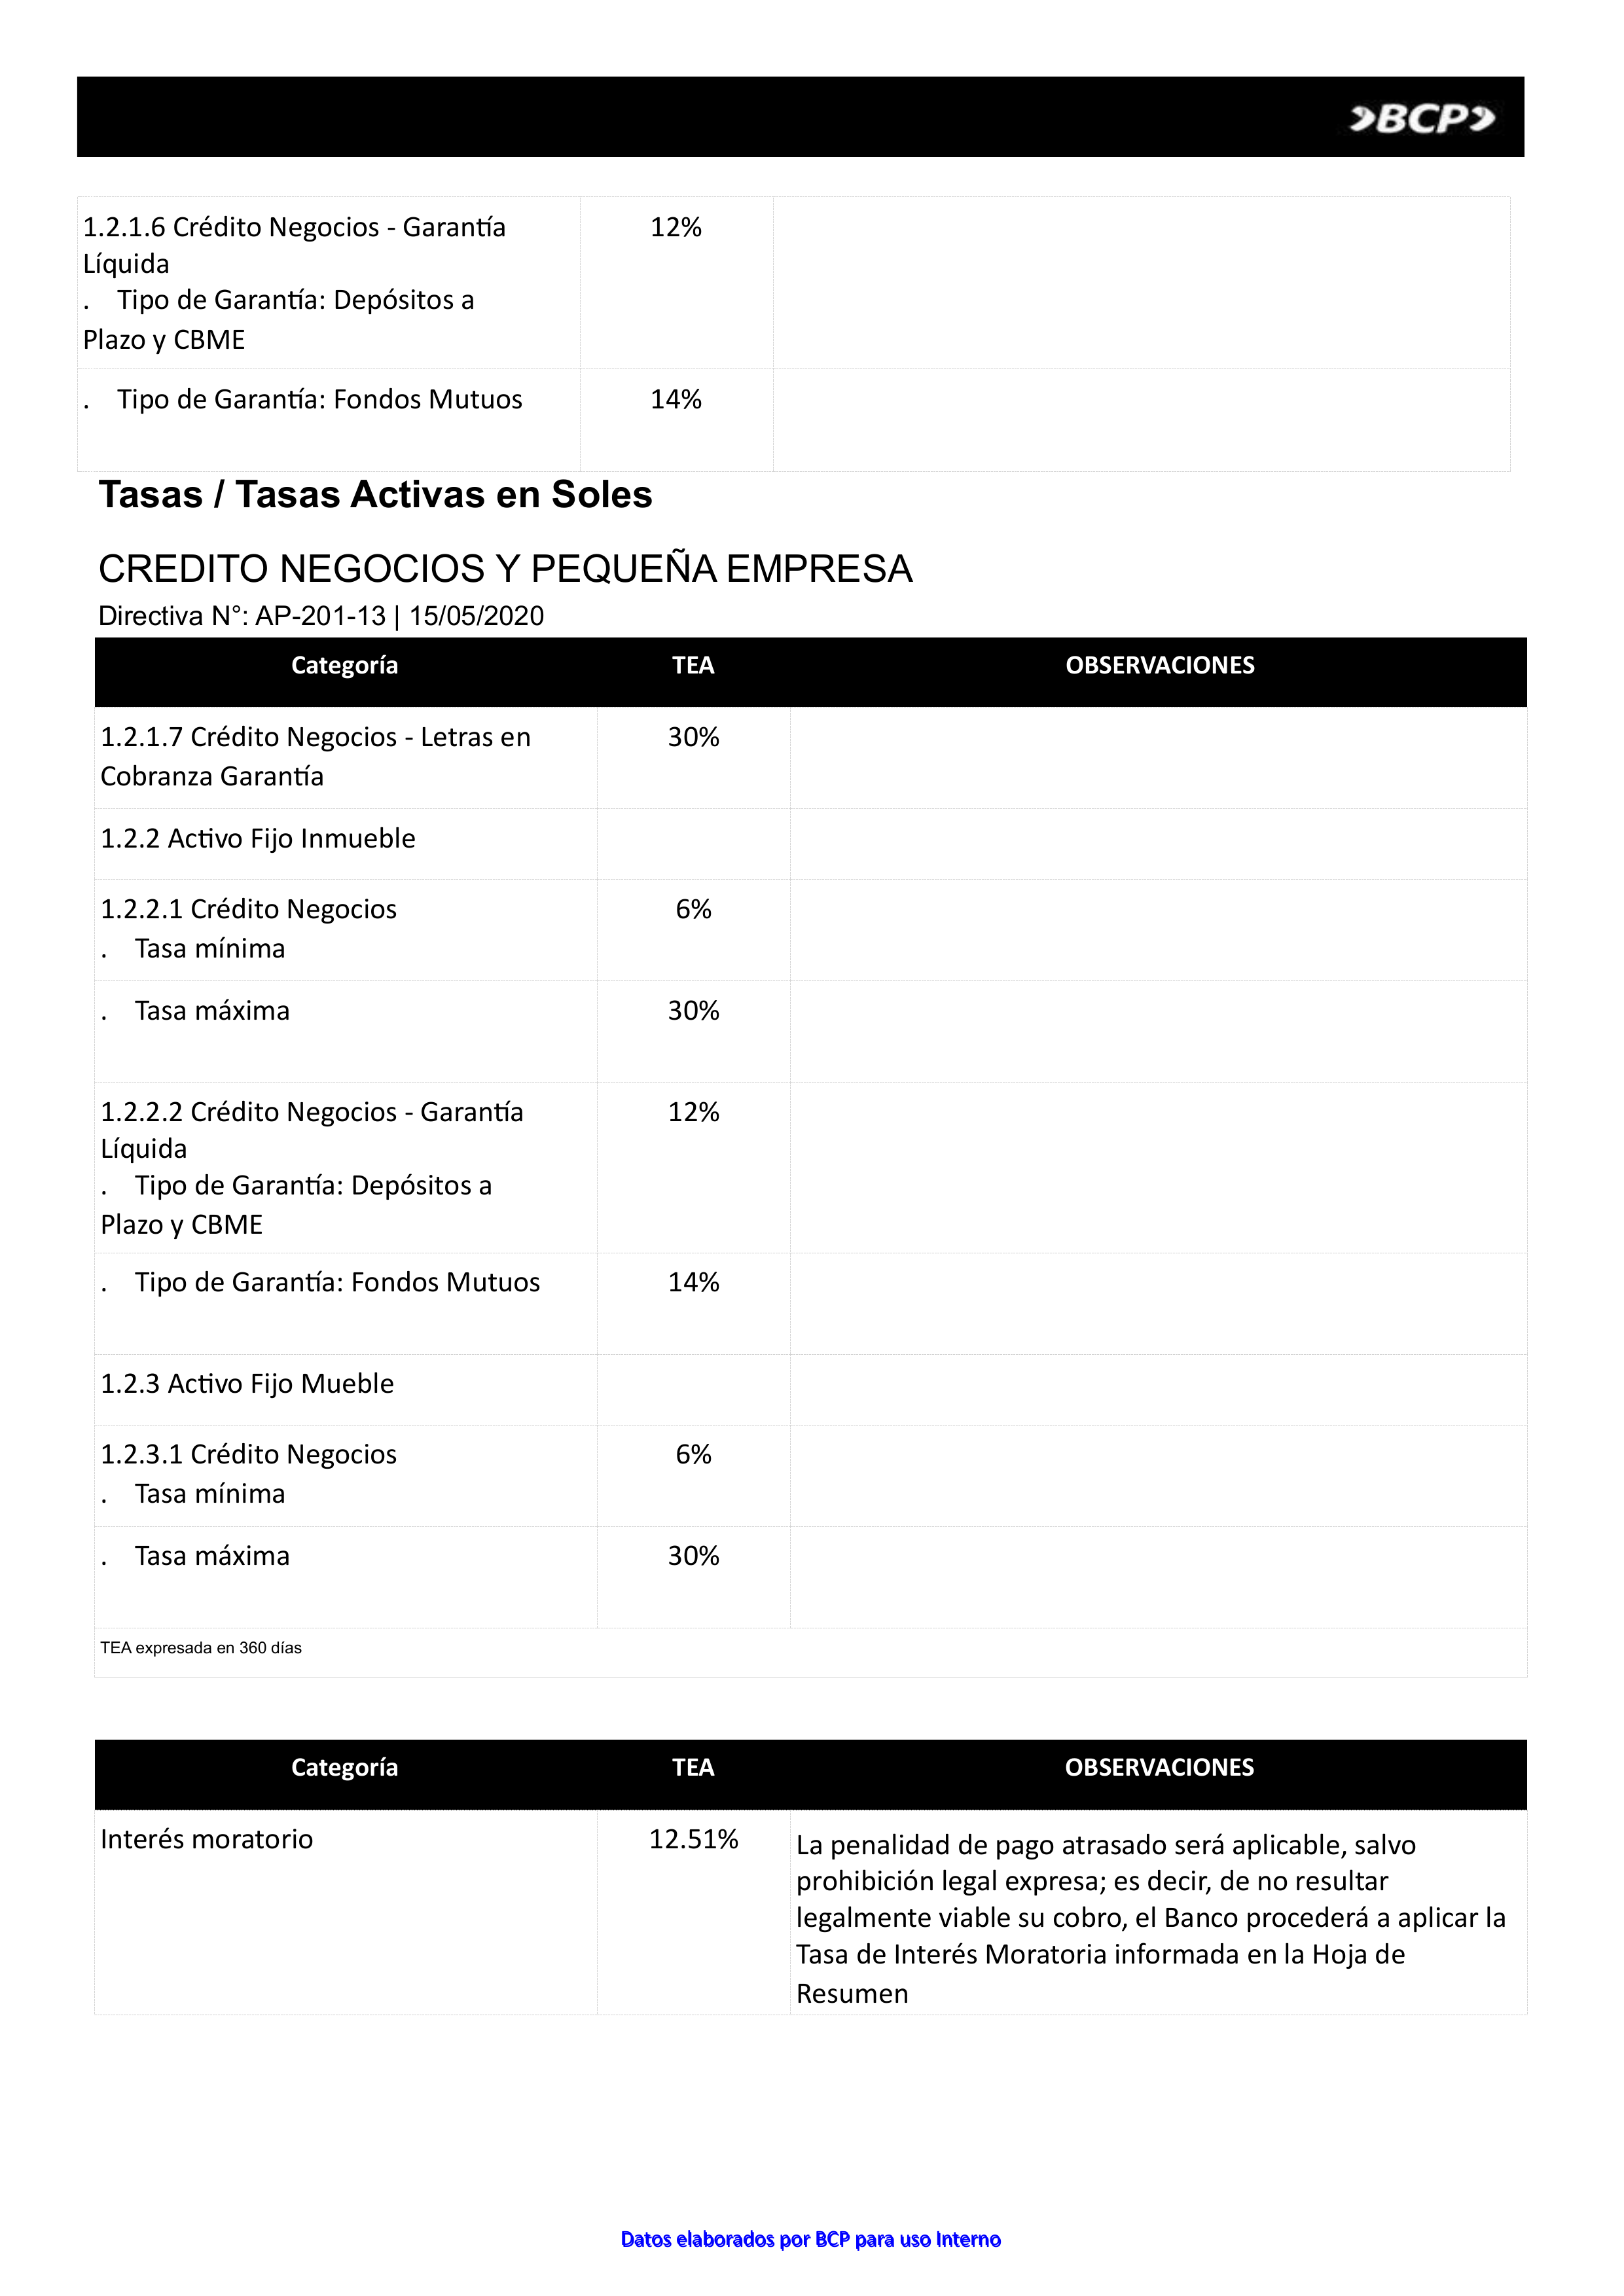 BCP
1.2.1.6 Crédito Negocios - Garantía
Líquida
. Tipo de Garantía: Depósitos a
Plazo y CBME
12%
. Tipo de Garantía: Fondos Mutuos
14%
Tasas / Tasas Activas en Soles
CREDITO NEGOCIOS Y PEQUEÑA EMPRESA
Directiva N°: AP-201-13 | 15/05/2020
Categoría TEA OBSERVACIONES
1.2.1.7 Crédito Negocios - Letras en
Cobranza Garantía
30%
1.2.2 Activo Fijo Inmueble
1.2.2.1 Crédito Negocios
. Tasa mínima
6%
. Tasa máxima
30%
1.2.2.2 Crédito Negocios - Garantía
Líquida
. Tipo de Garantía: Depósitos a
Plazo y CBME
12%
. Tipo de Garantía: Fondos Mutuos
14%
1.2.3 Activo Fijo Mueble
1.2.3.1 Crédito Negocios
. Tasa mínima
6%
. Tasa máxima
30%
TEA expresada en 360 días
Categoría TEA OBSERVACIONES
Interés moratorio
12.51%
La penalidad de pago atrasado será aplicable, salvo
prohibición legal expresa; es decir, de no resultar
legalmente viable su cobro, el Banco procederá a aplicar la
Tasa de Interés Moratoria informada en la Hoja de
Resumen
Datos elaborados por BCP para uso Interno